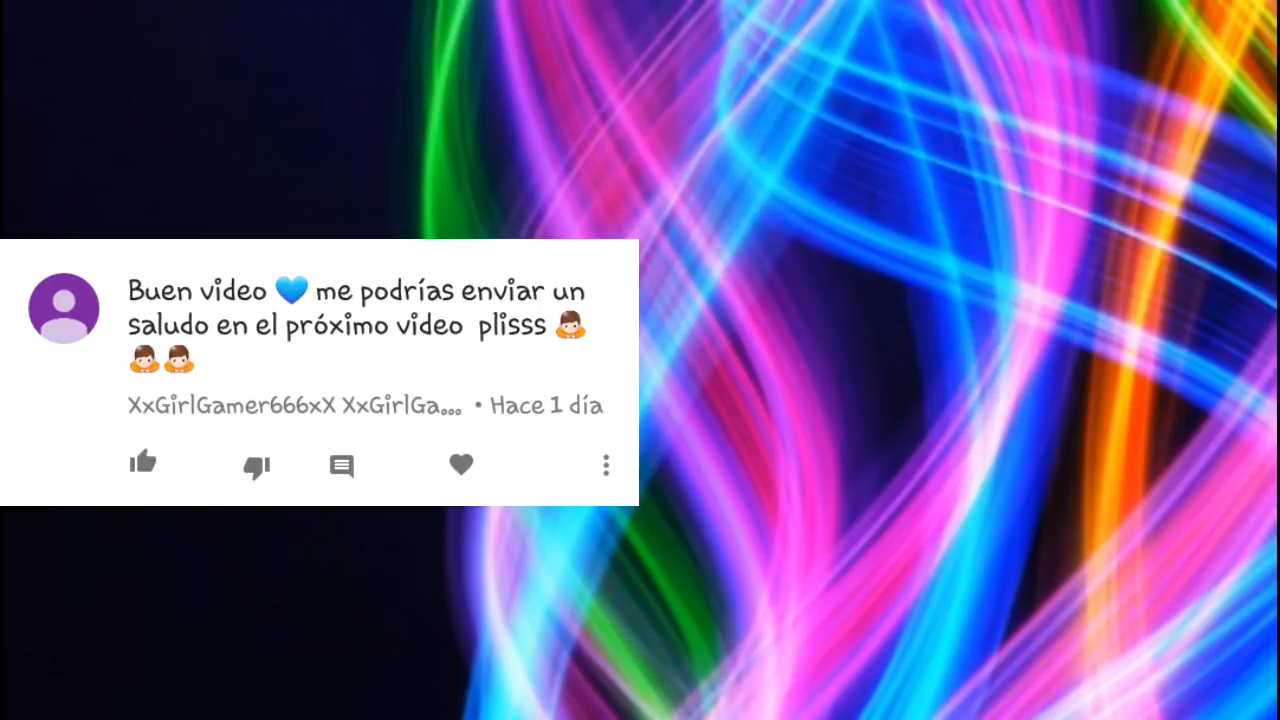 Buen video 💙 me podrías enviar un
saludo en el próximo video plisss 🙇
🙇🙇
XxGirlGamer666xX XxGirlGa... • Hace 1 día